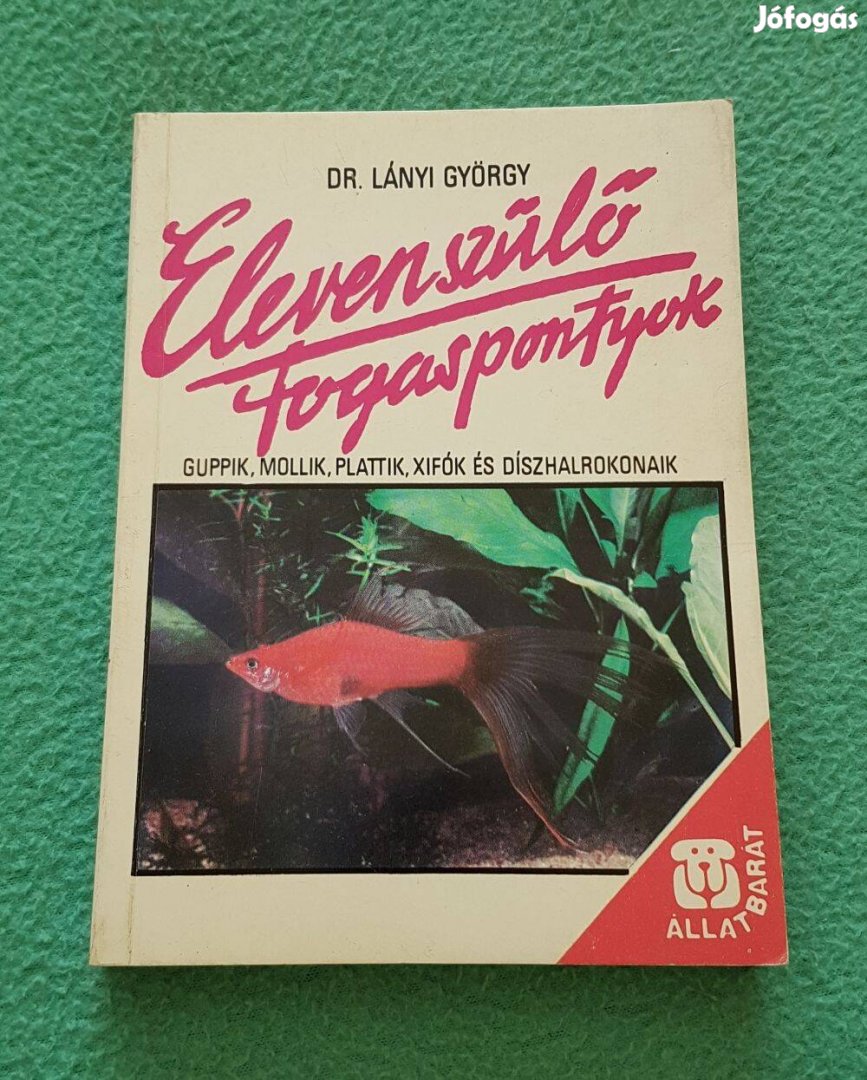 Jófogás
DR. LÁNYI GYÖRGY
Elevenszülő
fogaspontyok
GUPPIK, MOLLIK, PLATTIK, XIFÓK ÉS DÍSZHALROKONAIK
ÁLLATBARÁT